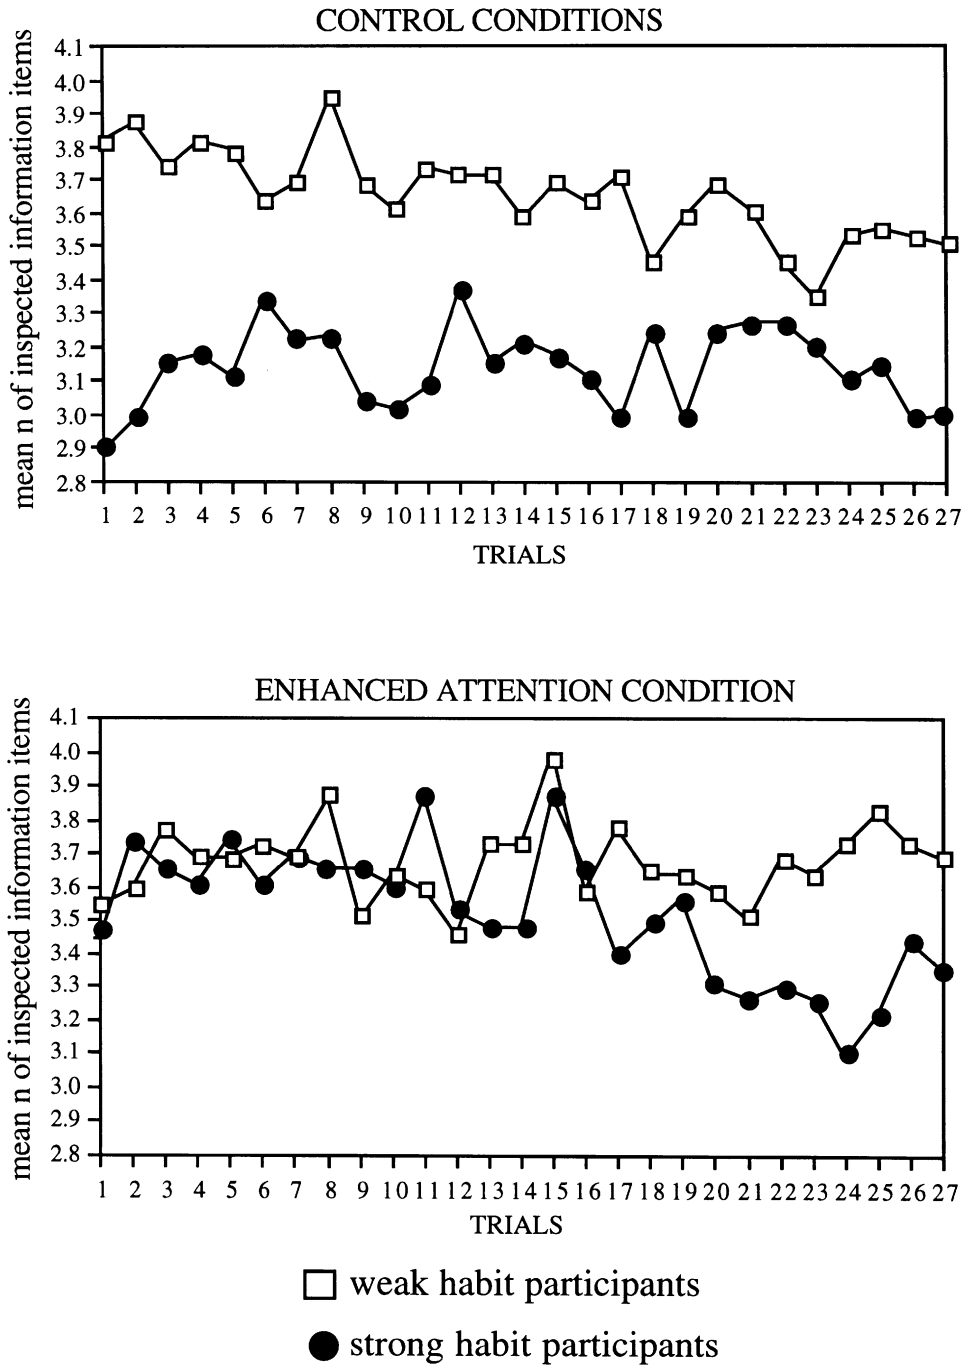 CONTROL CONDITIONS
mean n of inspected information items
4.1
4.0
3.9
3.8
3.7
3.6
3.5
3.4
3.3
3.2
3.1
3.0
2.9
2.8
1 2 3 4 5 6 7 8 9 10 11 12 13 14 15 16 17 18 19 20 21 22 23 24 25 26 27
TRIALS
ENHANCED ATTENTION CONDITION
mean n of inspected information items
4.1
4.0
3.9
3.8
3.7
3.6
3.5
3.4
3.3
3.2
3.1
3.0
2.9
2.8
1 2 3 4 5 6 7 8 9 10 11 12 13 14 15 16 17 18 19 20 21 22 23 24 25 26 27
TRIALS
weak habit participants
strong habit participants